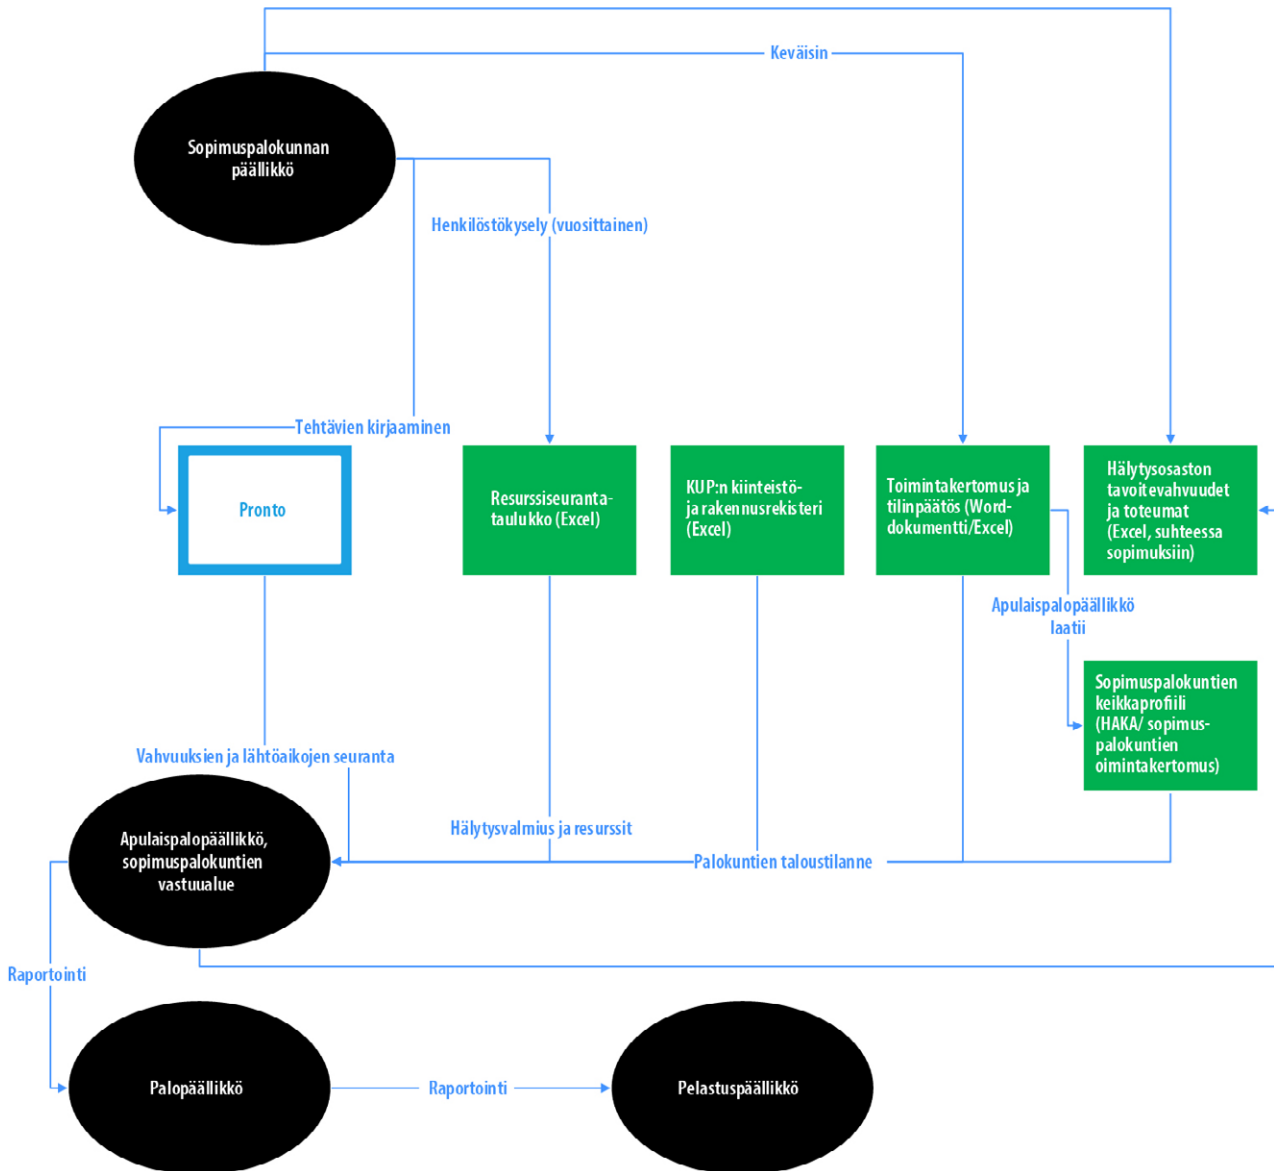 Keväisin
Sopimuspalokunnan
päällikkö
Henkilöstökysely (vuosittainen)
Tehtävien kirjaaminen
Pronto
Resurssiseuranta-
taulukko (Excel)
KUP:n kiinteistö-
ja rakennusrekisteri
(Excel)
Toimintakertomus ja
tilinpäätös (Word-
dokumentti/Excel)
Hälytysosaston
tavoitevahvuudet
ja toteumat
(Excel, suhteessa
sopimuksiin)
Apulaispalopäällikkö
laatii
Sopimuspalokuntien
keikkaprofiili
(HAKA/ sopimus-
palokuntien
oimintakertomus)
Vahvuuksien ja lähtöaikojen seuranta
Hälytysvalmius ja resurssit
Palokuntien taloustilanne
Apulaispalopäällikkö,
sopimuspalokuntien
vastuualue
Raportointi
Palopäällikkö
Raportointi
Pelastuspäällikkö